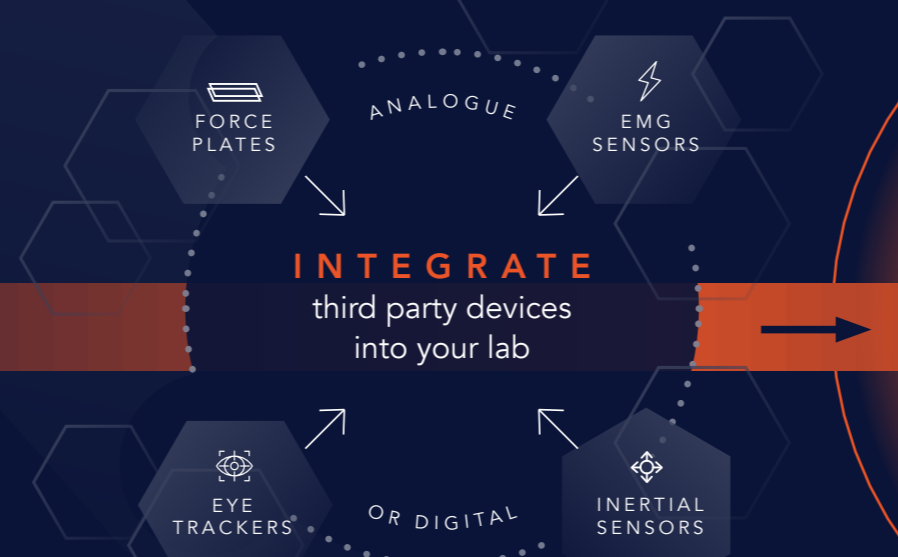 ANALOGUE
FORCE
PLATES
EMG
SENSORS
INTEGRATE
third party devices
into your lab
EYE
TRACKERS
INERTIAL
SENSORS
OR DIGITAL